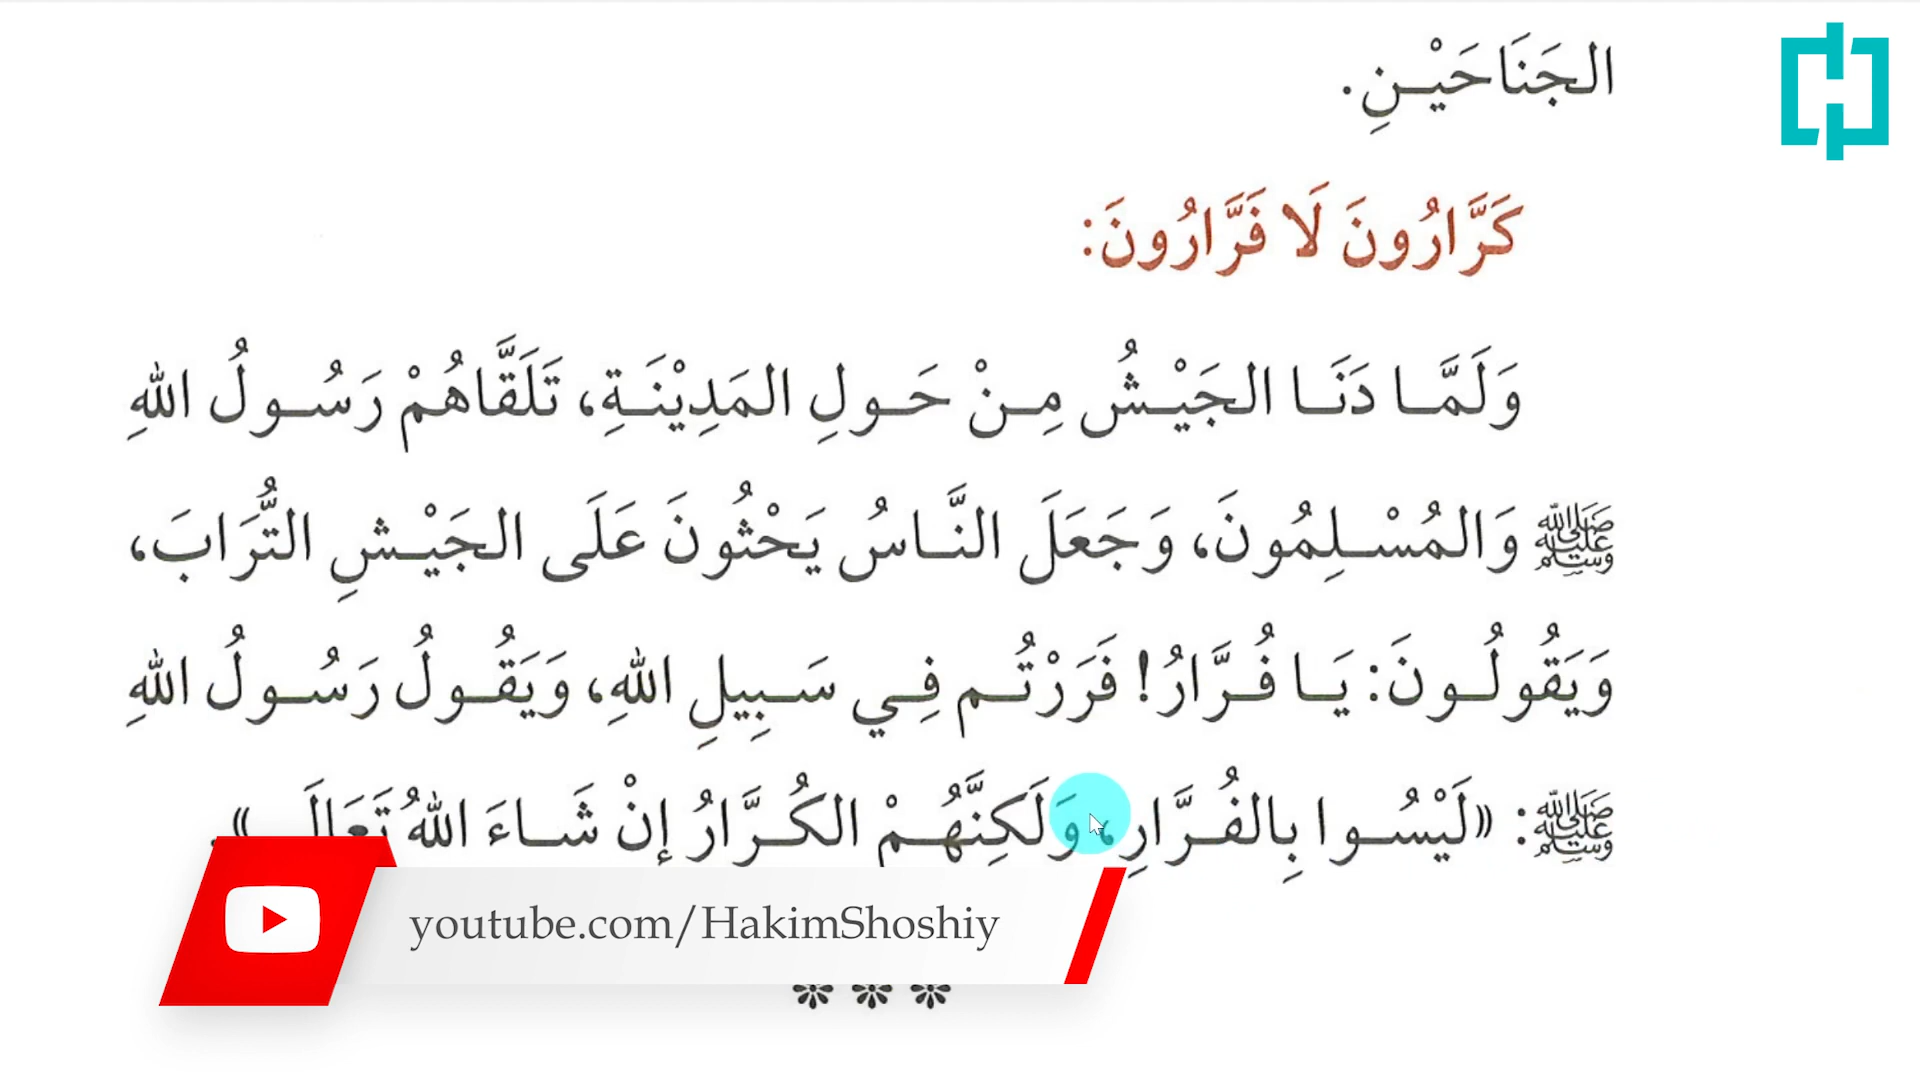 الجَنَاحَيْنِ.
كَرَّارُونَ لَا فَرَّارُونَ:
وَلَمَّا دَنَا الجَيْشُ مِنْ حَولِ المَدِيْنَةِ، تَلَقَّاهُمْ رَسُولُ اللهِ
ﷺ وَالمُسْلِمُونَ، وَجَعَلَ النَّاسُ يَحْثُونَ عَلَى الجَيْشِ التُّرَابَ،
وَيَقُولُونَ: يَا فُرَّارُ! فَرَرْتُم فِي سَبِيلِ اللهِ، وَيَقُولُ رَسُولُ اللهِ
ﷺ: «لَيْسُوا بِالفُرَّارِ، وَلَكِنَّهُمْ الكُرَّارُ إِنْ شَاءَ اللهُ تَعَالَى».
youtube.com/HakimShoshiy